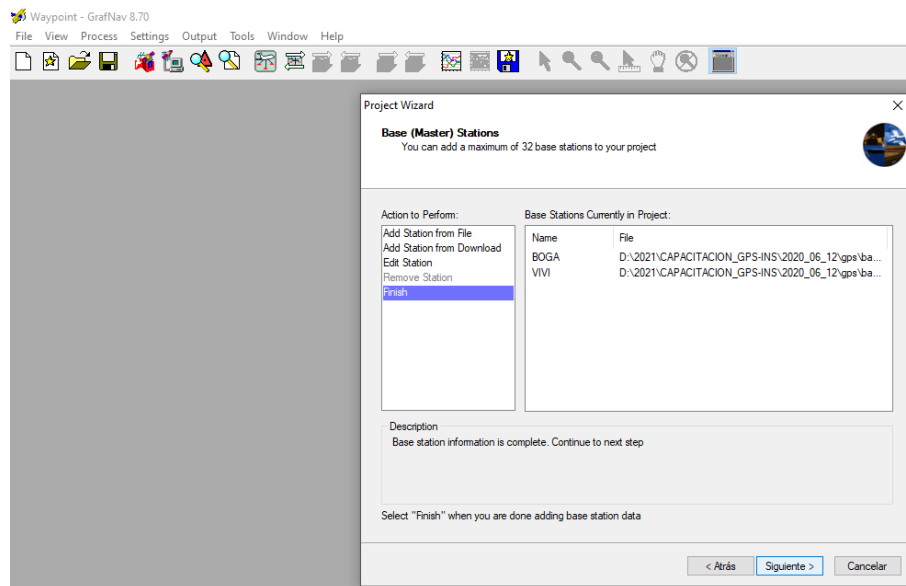 Waypoint - GrafNav 8.70
File View Process Settings Output Tools Window Help
Project Wizard
Base (Master) Stations
You can add a maximum of 32 base stations to your project
Action to Perform:
Add Station from File
Add Station from Download
Edit Station
Remove Station
Finish
Base Stations Currently in Project:
Name File
BOGA D:\2021\CAPACITACION_GPS-INS\2020_06_12\gps\ba...
VIVI D:\2021\CAPACITACION_GPS-INS\2020_06_12\gps\ba...
Description
Base station information is complete. Continue to next step
Select "Finish" when you are done adding base station data
< Atrás Siguiente > Cancelar